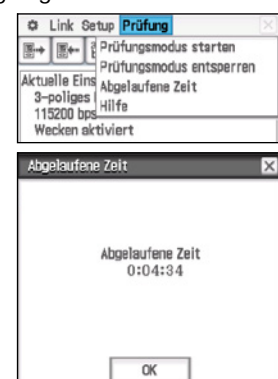 Link Setup Prüfung
Prüfungsmodus starten
Prüfungsmodus entsperren
Aktuelle Eins
Abgelaufene Zeit
3-poliges
Hilfe
115200 bps
Wecken aktiviert
Abgelaufene Zeit
Abgelaufene Zeit
0:04:34
OK